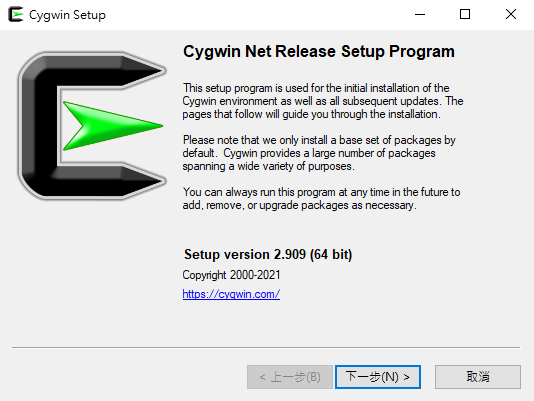 Cygwin Setup
Cygwin Net Release Setup Program
This setup program is used for the initial installation of the
Cygwin environment as well as all subsequent updates. The
pages that follow will guide you through the installation.
Please note that we only install a base set of packages by
default. Cygwin provides a large number of packages
spanning a wide variety of purposes.
You can always run this program at any time in the future to
add, remove, or upgrade packages as necessary.
Setup version 2.909 (64 bit)
Copyright 2000-2021
https://cygwin.com/
< 上一步(B)
下一步(N) >
取消